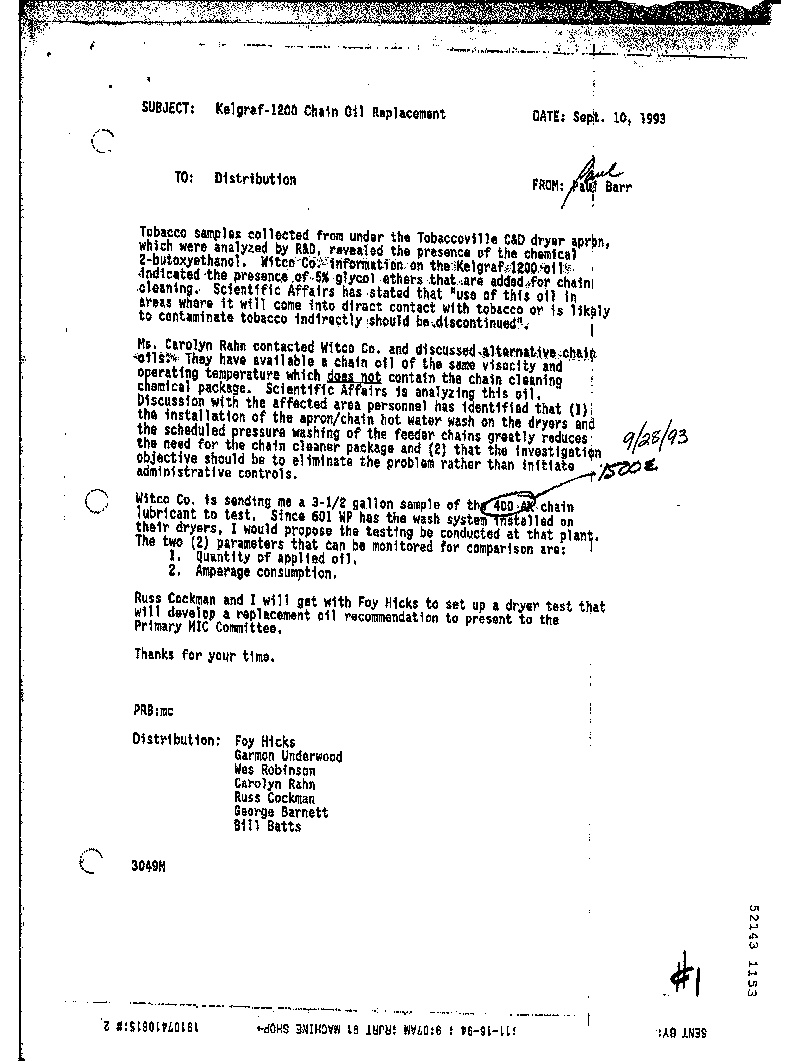 SUBJECT: Kelgraf-1200 Chain Oil Replacement DATE: Sept. 10, 1993
TO: Distribution FROM: Paul Barr
Paul
Tobacco samples collected from under the Tobaccoville C&D dryer apron,
which were analyzed by R&D, revealed the presence of the chemical
2-butoxyethanol. Witco Co. information on the Kelgraf-1200 oil
indicated the presence of 5% glycol ethers that are added for chain
cleaning. Scientific Affairs has stated that "use of this oil in
areas where it will come into direct contact with tobacco or is likely
to contaminate tobacco indirectly should be discontinued".
Ms. Carolyn Rahn contacted Witco Co. and discussed alternative chain
oils. They have available a chain oil of the same viscosity and
operating temperature which does not contain the chain cleaning
chemical package. Scientific Affairs is analyzing this oil.
Discussion with the affected area personnel has identified that (1)
the installation of the apron/chain hot water wash on the dryers and
the scheduled pressure washing of the feeder chains greatly reduces
the need for the chain cleaner package and (2) that the investigation
objective should be to eliminate the problem rather than initiate
administrative controls.
9/28/93
Witco Co. is sending me a 3-1/2 gallon sample of the 400 chain
lubricant to test. Since 601 WP has the wash system installed on
their dryers, I would propose the testing be conducted at that plant.
The two (2) parameters that can be monitored for comparison are:
1. Quantity of applied oil.
2. Amparage consumption.
Russ Cockman and I will get with Foy Hicks to set up a dryer test that
will develop a replacement oil recommendation to present to the
Primary MIC Committee.
Thanks for your time.
PRB:mc
Distribution: Foy Hicks
Garmon Underwood
Wes Robinson
Carolyn Rahn
Russ Cockman
George Barnett
Bill Batts
3049M
#1
52143 1153
SENT BY: 11-16-94 ; 9:07AM ; RJRT 91 MACHINE SHOP→ 19107410815;# 2